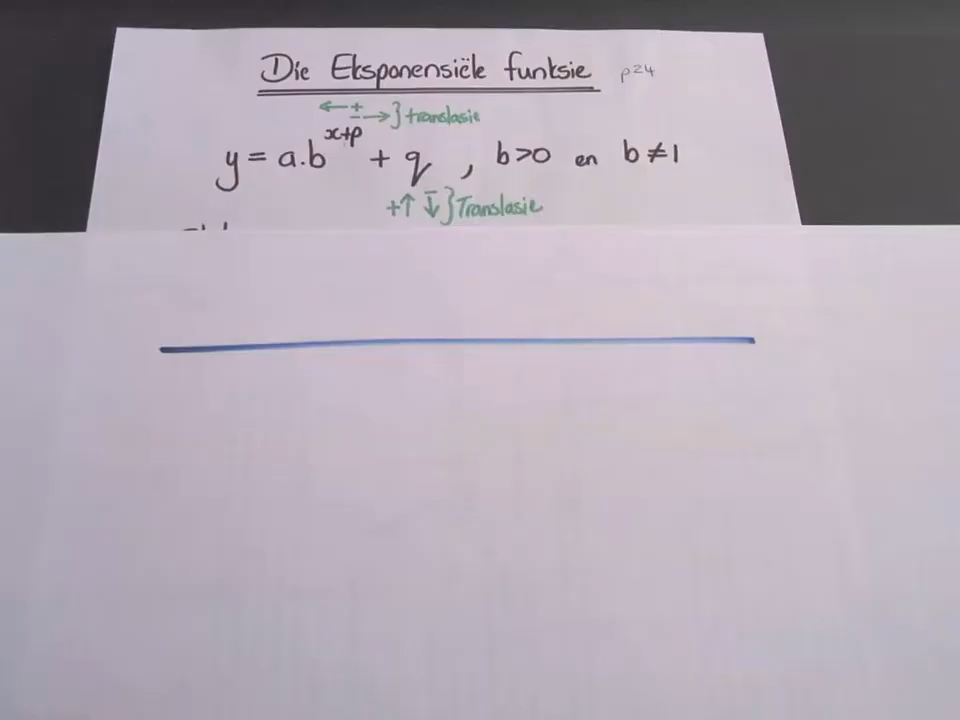 Die Eksponensiële funksie p24
← ± → } translasie
y = a.b^{x+p} + q , b>0 en b≠1
+↑ -↓ } Translasie